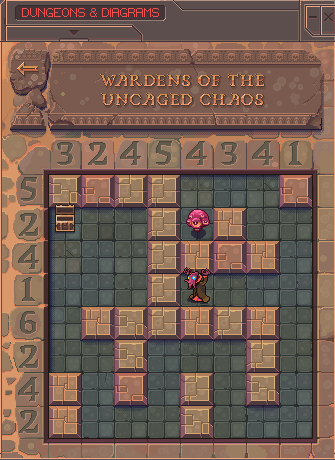 DUNGEONS & DIAGRAMS
WARDENS OF THE
UNCAGED CHAOS
3 2 4 5 4 3 4 1
5
2
4
1
6
2
4
2